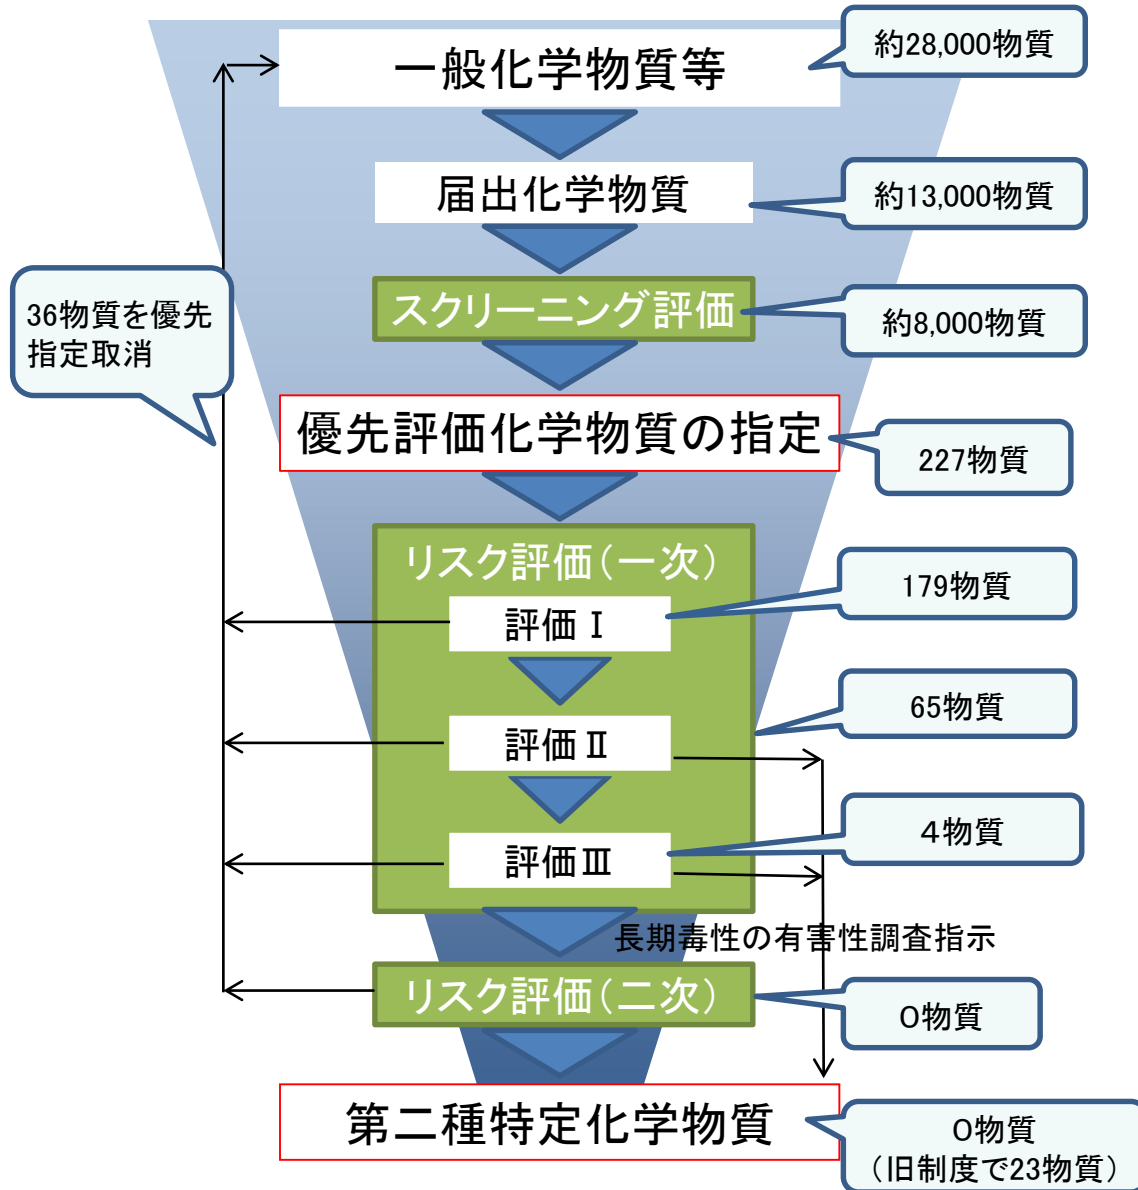 一般化学物質等
約28,000物質
届出化学物質
約13,000物質
36物質を優先
指定取消
スクリーニング評価
約8,000物質
優先評価化学物質の指定
227物質
リスク評価（一次）
179物質
評価Ⅰ
65物質
評価Ⅱ
4物質
評価Ⅲ
長期毒性の有害性調査指示
リスク評価（二次）
0物質
第二種特定化学物質
0物質
（旧制度で23物質）